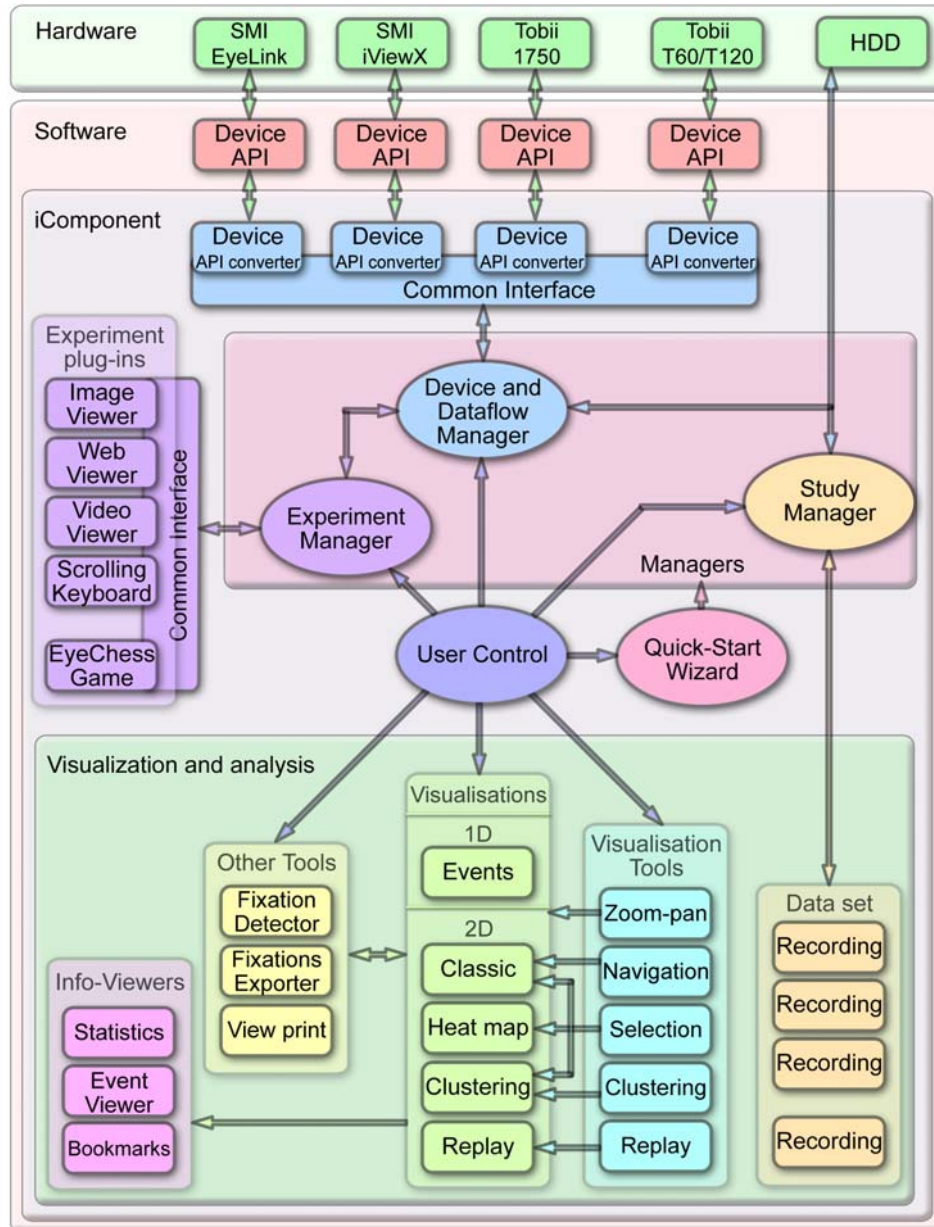 Hardware
SMI
EyeLink
SMI
iViewX
Tobii
1750
Tobii
T60/T120
HDD
Software
Device
API
Device
API
Device
API
Device
API
iComponent
Device
API converter
Device
API converter
Device
API converter
Device
API converter
Common Interface
Experiment
plug-ins
Image
Viewer
Web
Viewer
Video
Viewer
Scrolling
Keyboard
EyeChess
Game
Common Interface
Device and
Dataflow
Manager
Experiment
Manager
Study
Manager
Managers
User Control
Quick-Start
Wizard
Visualization and analysis
Visualisations
1D
Events
2D
Classic
Heat map
Clustering
Replay
Other Tools
Fixation
Detector
Fixations
Exporter
View print
Info-Viewers
Statistics
Event
Viewer
Bookmarks
Visualisation
Tools
Zoom-pan
Navigation
Selection
Clustering
Replay
Data set
Recording
Recording
Recording
Recording